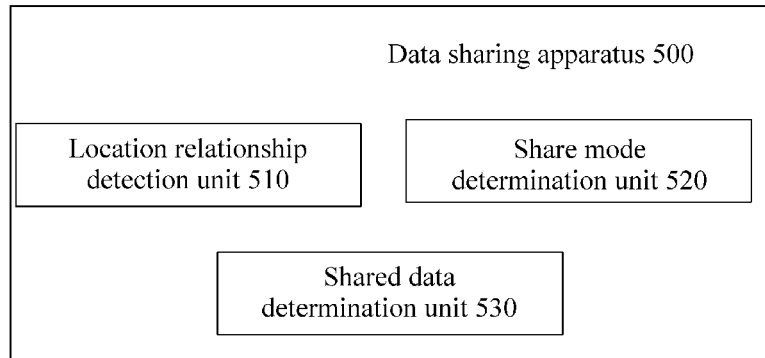 Data sharing apparatus 500
Location relationship
detection unit 510
Share mode
determination unit 520
Shared data
determination unit 530